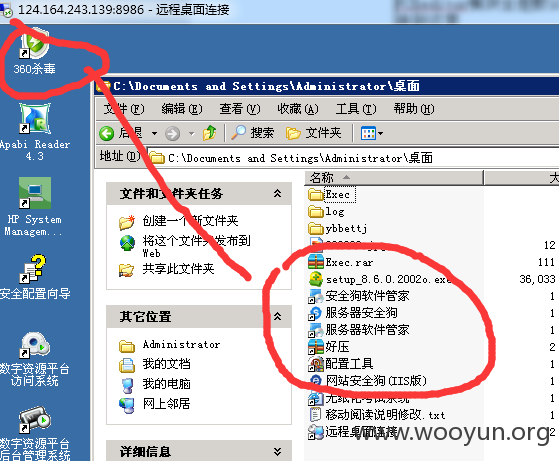 124.164.243.139:8986 - 远程桌面连接
360杀毒
Apabi Reader
4.3
HP System
Managem...
安全配置向导
数字资源平台
访问系统
数字资源平台
后台管理系统
C:\Documents and Settings\Administrator\桌面
文件(F) 编辑(E) 查看(V) 收藏(A) 工具(T) 帮助(H)
后退 搜索 文件夹
地址(D) C:\Documents and Settings\Administrator\桌面
文件和文件夹任务
创建一个新文件夹
将这个文件夹发布到
Web
共享此文件夹
其它位置
Administrator
我的文档
我的电脑
网上邻居
详细信息
名称 大
Exec
log
ybbettj
12
Exec.rar 111
setup_8.6.0.2002o.exe 36,033
安全狗软件管家 1
服务器安全狗 1
服务器软件管家 1
好压 2
配置工具 1
网站安全狗(IIS版) 1
无纸化考试系统 1
移动阅读说明修改.txt 1
远程桌面连接 2
www.wooyun.org